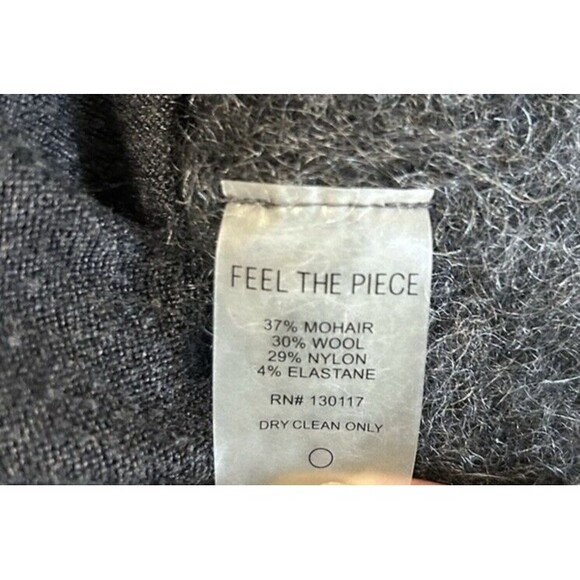 FEEL THE PIECE
37% MOHAIR
30% WOOL
29% NYLON
4% ELASTANE
RN# 130117
DRY CLEAN ONLY